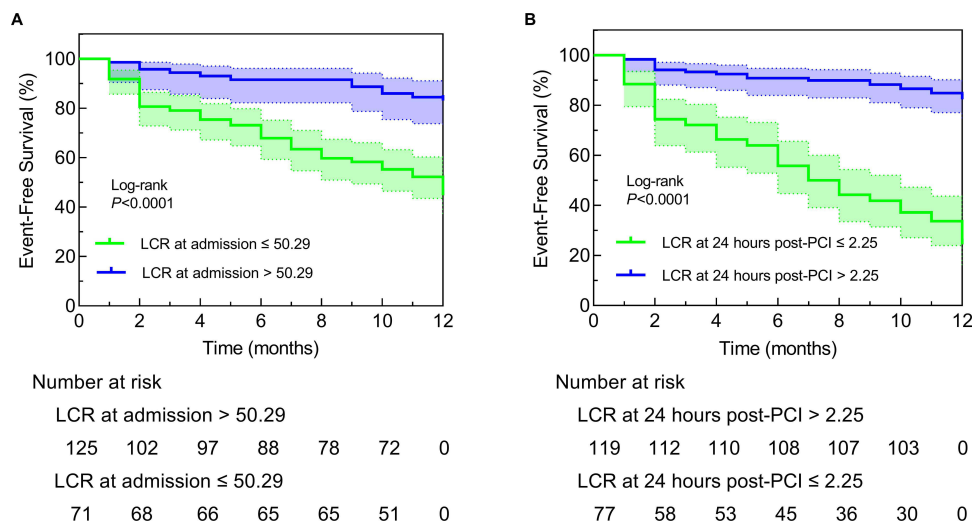 A
Event-Free Survival (%)
100
80
60
40
20
0
Log-rank
P<0.0001
LCR at admission ≤ 50.29
LCR at admission > 50.29
0 2 4 6 8 10 12
Time (months)
Number at risk
LCR at admission > 50.29
125 102 97 88 78 72 0
LCR at admission ≤ 50.29
71 68 66 65 65 51 0
B
Event-Free Survival (%)
100
80
60
40
20
0
Log-rank
P<0.0001
LCR at 24 hours post-PCI ≤ 2.25
LCR at 24 hours post-PCI > 2.25
0 2 4 6 8 10 12
Time (months)
Number at risk
LCR at 24 hours post-PCI > 2.25
119 112 110 108 107 103 0
LCR at 24 hours post-PCI ≤ 2.25
77 58 53 45 36 30 0